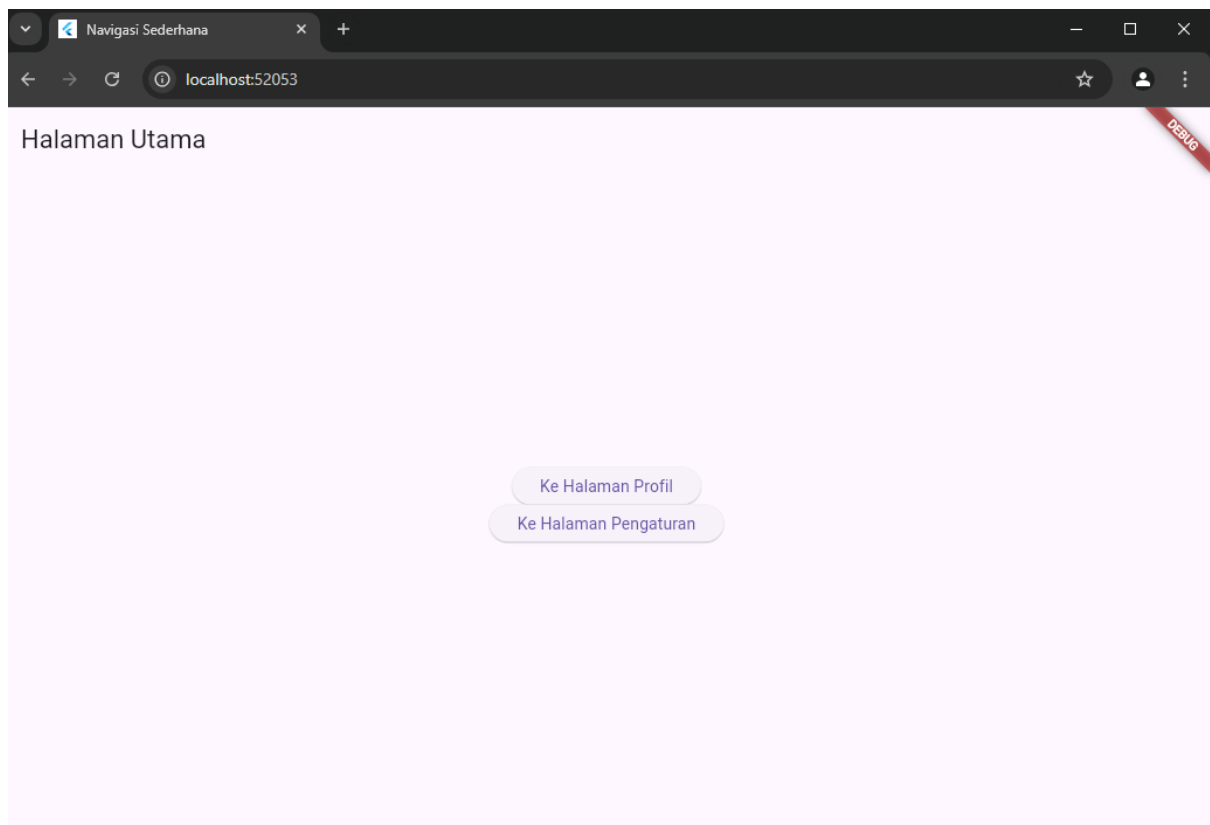 Navigasi Sederhana
localhost:52053
Halaman Utama
DEBUG
Ke Halaman Profil
Ke Halaman Pengaturan